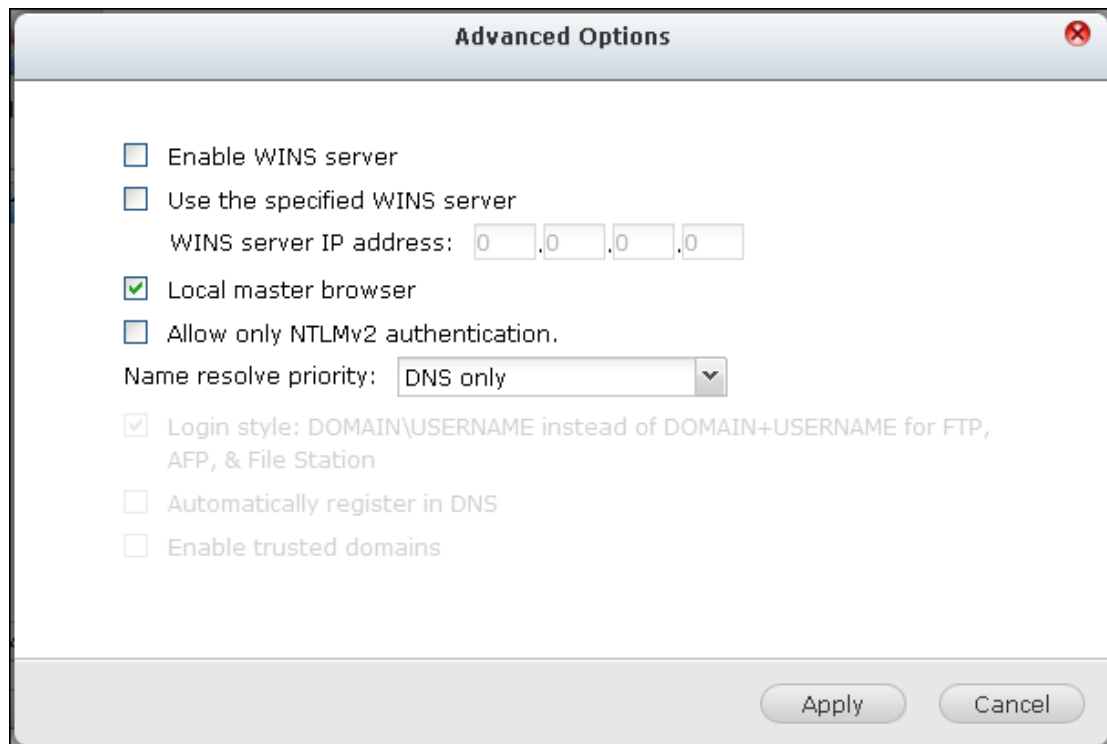 Advanced Options
Enable WINS server
Use the specified WINS server
WINS server IP address: 0 .0 .0 .0
Local master browser
Allow only NTLMv2 authentication.
Name resolve priority: DNS only
Login style: DOMAIN\USERNAME instead of DOMAIN+USERNAME for FTP,
AFP, & File Station
Automatically register in DNS
Enable trusted domains
Apply Cancel